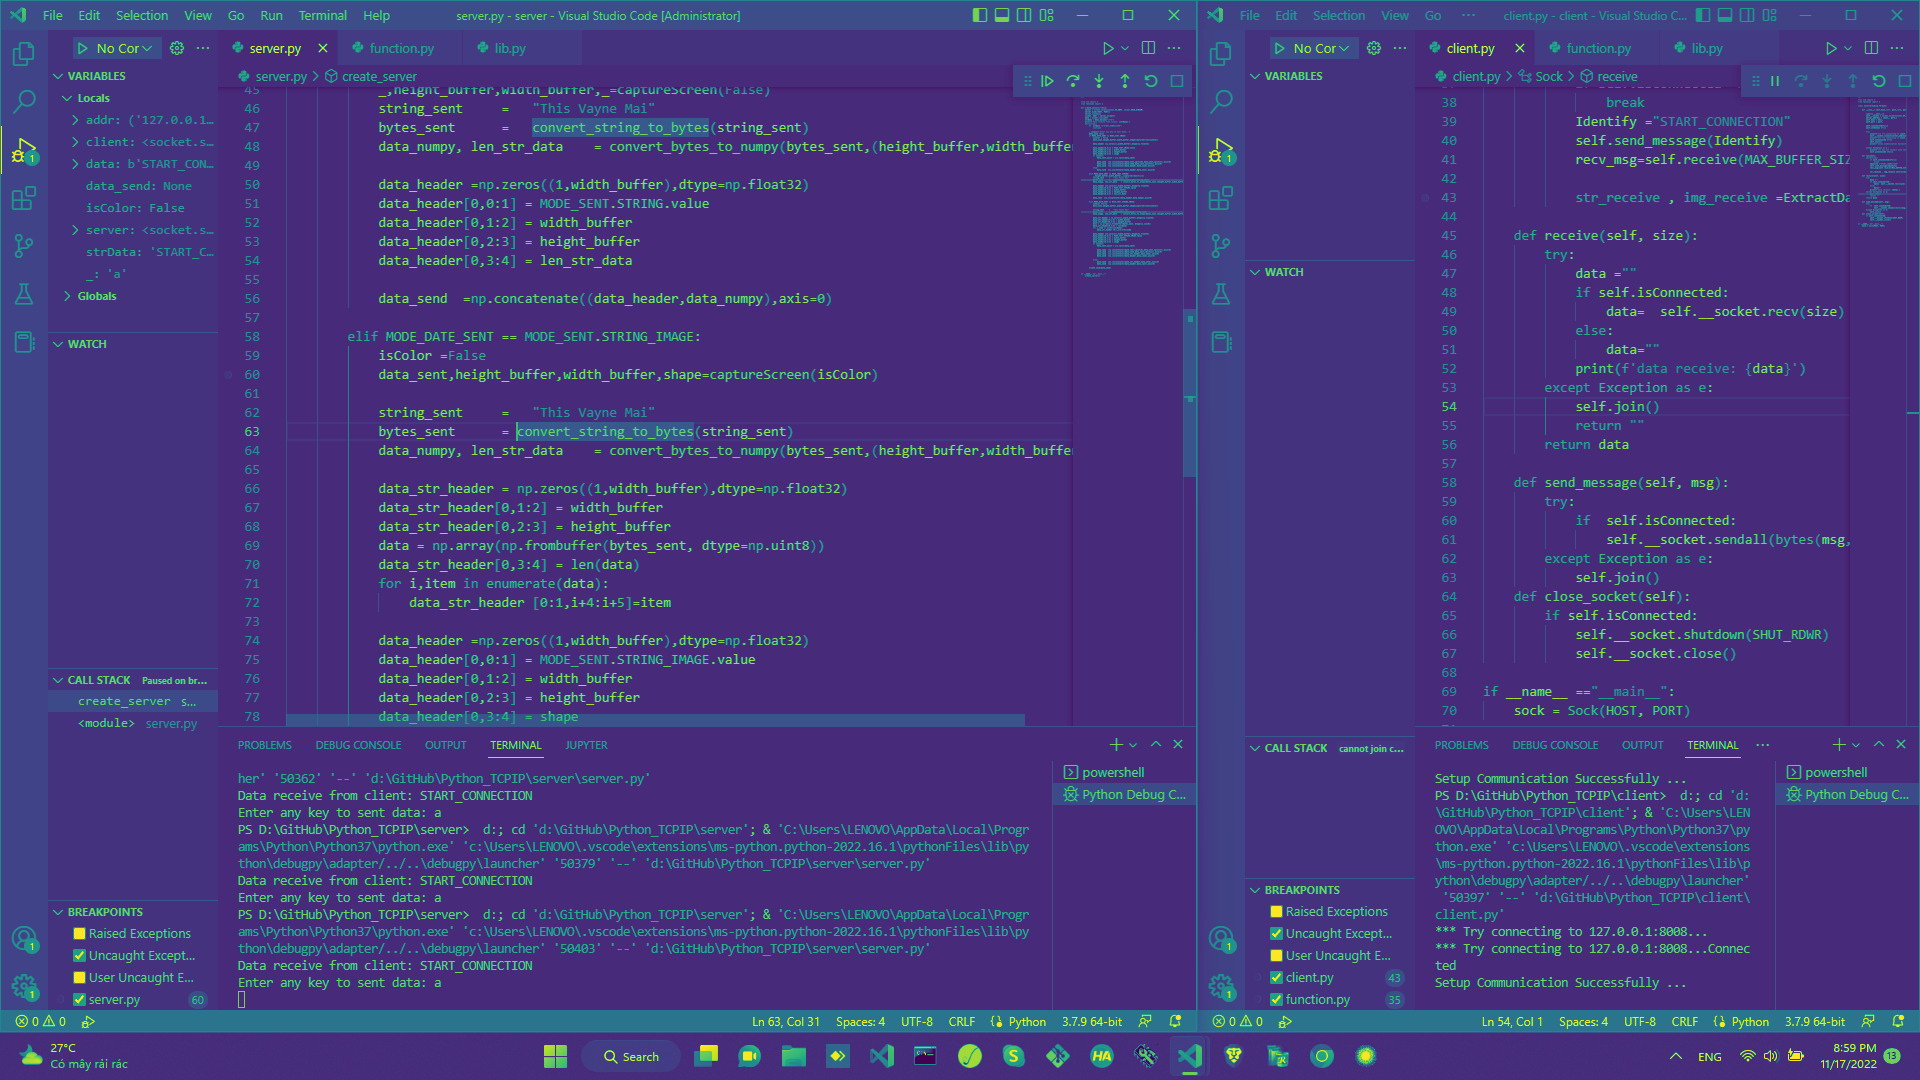 File Edit Selection View Go Run Terminal Help
server.py - server - Visual Studio Code [Administrator]
No Cor
server.py
function.py
lib.py
server.py > create_server
VARIABLES
Locals
addr: ('127.0.0.1...
client: <socket.s...
data: b'START_CON...
data_send: None
isColor: False
server: <socket.s...
strData: 'START_C...
_: 'a'
Globals
WATCH
CALL STACK Paused on br...
create_server s...
<module> server.py
BREAKPOINTS
Raised Exceptions
Uncaught Except...
User Uncaught E...
server.py 60
45 _,height_buffer,width_buffer,_=captureScreen(False)
46 string_sent = "This Vayne Mai"
47 bytes_sent = convert_string_to_bytes(string_sent)
48 data_numpy, len_str_data = convert_bytes_to_numpy(bytes_sent,(height_buffer,width_buffe
49
50 data_header =np.zeros((1,width_buffer),dtype=np.float32)
51 data_header[0,0:1] = MODE_SENT.STRING.value
52 data_header[0,1:2] = width_buffer
53 data_header[0,2:3] = height_buffer
54 data_header[0,3:4] = len_str_data
55
56 data_send =np.concatenate((data_header,data_numpy),axis=0)
57
58 elif MODE_DATE_SENT == MODE_SENT.STRING_IMAGE:
59 isColor =False
60 data_sent,height_buffer,width_buffer,shape=captureScreen(isColor)
61
62 string_sent = "This Vayne Mai"
63 bytes_sent = convert_string_to_bytes(string_sent)
64 data_numpy, len_str_data = convert_bytes_to_numpy(bytes_sent,(height_buffer,width_buffe
65
66 data_str_header = np.zeros((1,width_buffer),dtype=np.float32)
67 data_str_header[0,1:2] = width_buffer
68 data_str_header[0,2:3] = height_buffer
69 data = np.array(np.frombuffer(bytes_sent, dtype=np.uint8))
70 data_str_header[0,3:4] = len(data)
71 for i,item in enumerate(data):
72 data_str_header [0:1,i+4:i+5]=item
73
74 data_header =np.zeros((1,width_buffer),dtype=np.float32)
75 data_header[0,0:1] = MODE_SENT.STRING_IMAGE.value
76 data_header[0,1:2] = width_buffer
77 data_header[0,2:3] = height_buffer
78 data_header[0,3:4] = shape
PROBLEMS DEBUG CONSOLE OUTPUT TERMINAL JUPYTER
her' '50362' '--' 'd:\GitHub\Python_TCPIP\server\server.py'
Data receive from client: START_CONNECTION
Enter any key to sent data: a
PS D:\GitHub\Python_TCPIP\server> d:; cd 'd:\GitHub\Python_TCPIP\server'; & 'C:\Users\LENOVO\AppData\Local\Progr
ams\Python\Python37\python.exe' 'c:\Users\LENOVO\.vscode\extensions\ms-python.python-2022.16.1\pythonFiles\lib\py
thon\debugpy\adapter/../..\debugpy\launcher' '50379' '--' 'd:\GitHub\Python_TCPIP\server\server.py'
Data receive from client: START_CONNECTION
Enter any key to sent data: a
PS D:\GitHub\Python_TCPIP\server> d:; cd 'd:\GitHub\Python_TCPIP\server'; & 'C:\Users\LENOVO\AppData\Local\Progr
ams\Python\Python37\python.exe' 'c:\Users\LENOVO\.vscode\extensions\ms-python.python-2022.16.1\pythonFiles\lib\py
thon\debugpy\adapter/../..\debugpy\launcher' '50403' '--' 'd:\GitHub\Python_TCPIP\server\server.py'
Data receive from client: START_CONNECTION
Enter any key to sent data: a
powershell
Python Debug C...
0 0 Ln 63, Col 31 Spaces: 4 UTF-8 CRLF Python 3.7.9 64-bit
File Edit Selection View Go ...
client.py - client - Visual Studio C...
No Cor
client.py
function.py
lib.py
client.py > Sock > receive
VARIABLES
WATCH
CALL STACK cannot join c...
BREAKPOINTS
Raised Exceptions
Uncaught Except...
User Uncaught E...
client.py 43
function.py 35
38 break
39 Identify ="START_CONNECTION"
40 self.send_message(Identify)
41 recv_msg=self.receive(MAX_BUFFER_SIZ
42
43 str_receive , img_receive =ExtractDa
44
45 def receive(self, size):
46 try:
47 data =""
48 if self.isConnected:
49 data= self.__socket.recv(size)
50 else:
51 data=""
52 print(f'data receive: {data}')
53 except Exception as e:
54 self.join()
55 return ""
56 return data
57
58 def send_message(self, msg):
59 try:
60 if self.isConnected:
61 self.__socket.sendall(bytes(msg,
62 except Exception as e:
63 self.join()
64 def close_socket(self):
65 if self.isConnected:
66 self.__socket.shutdown(SHUT_RDWR)
67 self.__socket.close()
68
69 if __name__ =="__main__":
70 sock = Sock(HOST, PORT)
PROBLEMS DEBUG CONSOLE OUTPUT TERMINAL ...
Setup Communication Successfully ...
PS D:\GitHub\Python_TCPIP\client> d:; cd 'd:
\GitHub\Python_TCPIP\client'; & 'C:\Users\LEN
OVO\AppData\Local\Programs\Python\Python37\py
thon.exe' 'c:\Users\LENOVO\.vscode\extensions
\ms-python.python-2022.16.1\pythonFiles\lib\p
ython\debugpy\adapter/../..\debugpy\launcher'
'50397' '--' 'd:\GitHub\Python_TCPIP\client\
client.py'
*** Try connecting to 127.0.0.1:8008...
*** Try connecting to 127.0.0.1:8008...Connec
ted
Setup Communication Successfully ...
powershell
Python Debug C...
0 0 Ln 54, Col 1 Spaces: 4 UTF-8 CRLF Python 3.7.9 64-bit
27°C
Có mây rải rác
Search
ENG
8:59 PM
11/17/2022
13